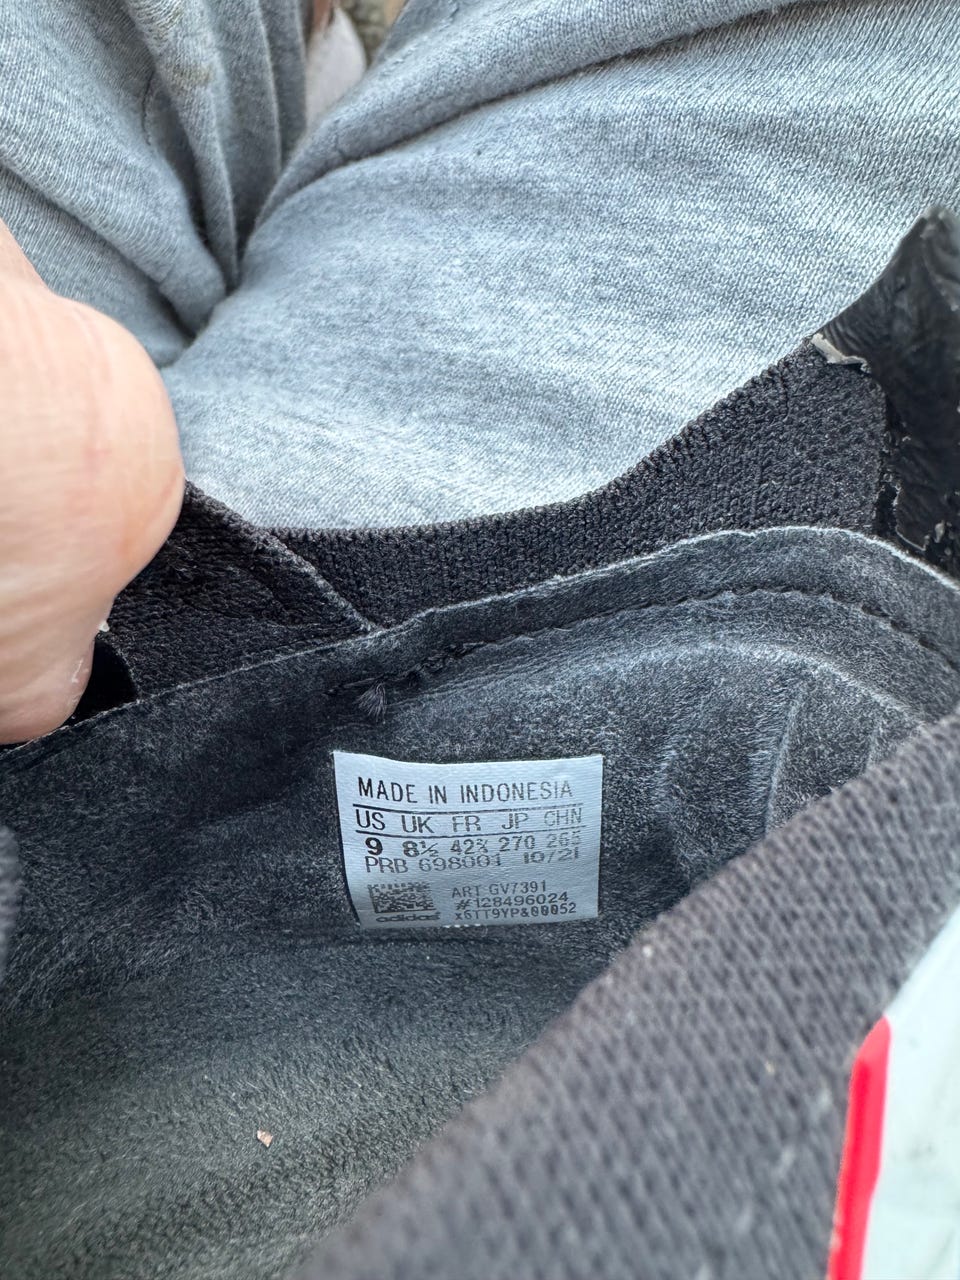 MADE IN INDONESIA
US UK FR JP CHN
9 8½ 42⅔ 270 265
PRB 698001 10/21
ART GV7391
#128496024
adidas x6TT9YP&00052